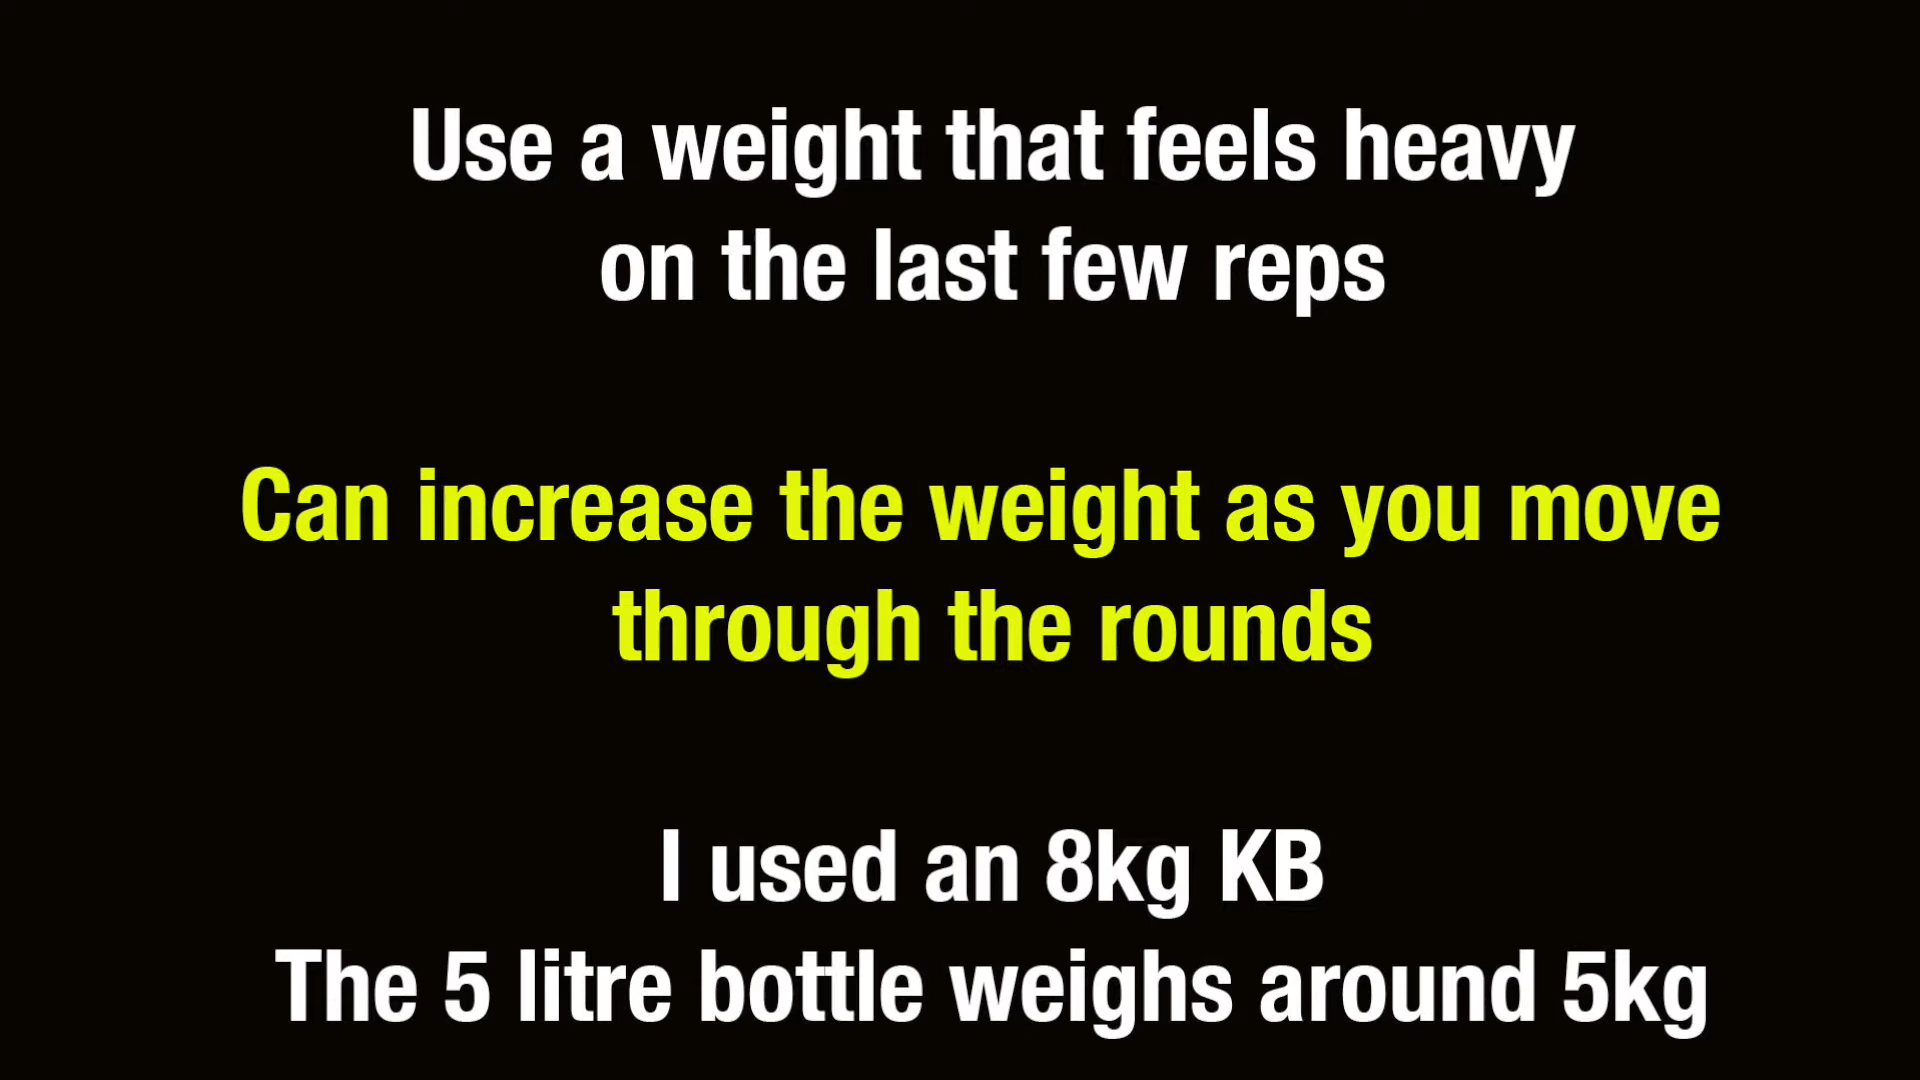 Use a weight that feels heavy
on the last few reps
Can increase the weight as you move
through the rounds
I used an 8kg KB
The 5 litre bottle weighs around 5kg